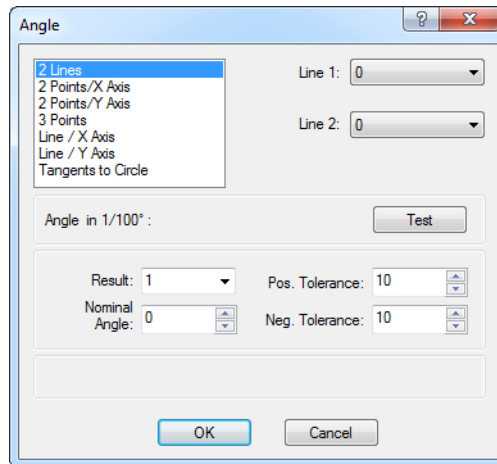 Angle
2 Lines
2 Points/X Axis
2 Points/Y Axis
3 Points
Line / X Axis
Line / Y Axis
Tangents to Circle
Line 1: 0
Line 2: 0
Angle in 1/100° :
Test
Result: 1
Pos. Tolerance: 10
Nominal
Angle: 0
Neg. Tolerance: 10
OK
Cancel